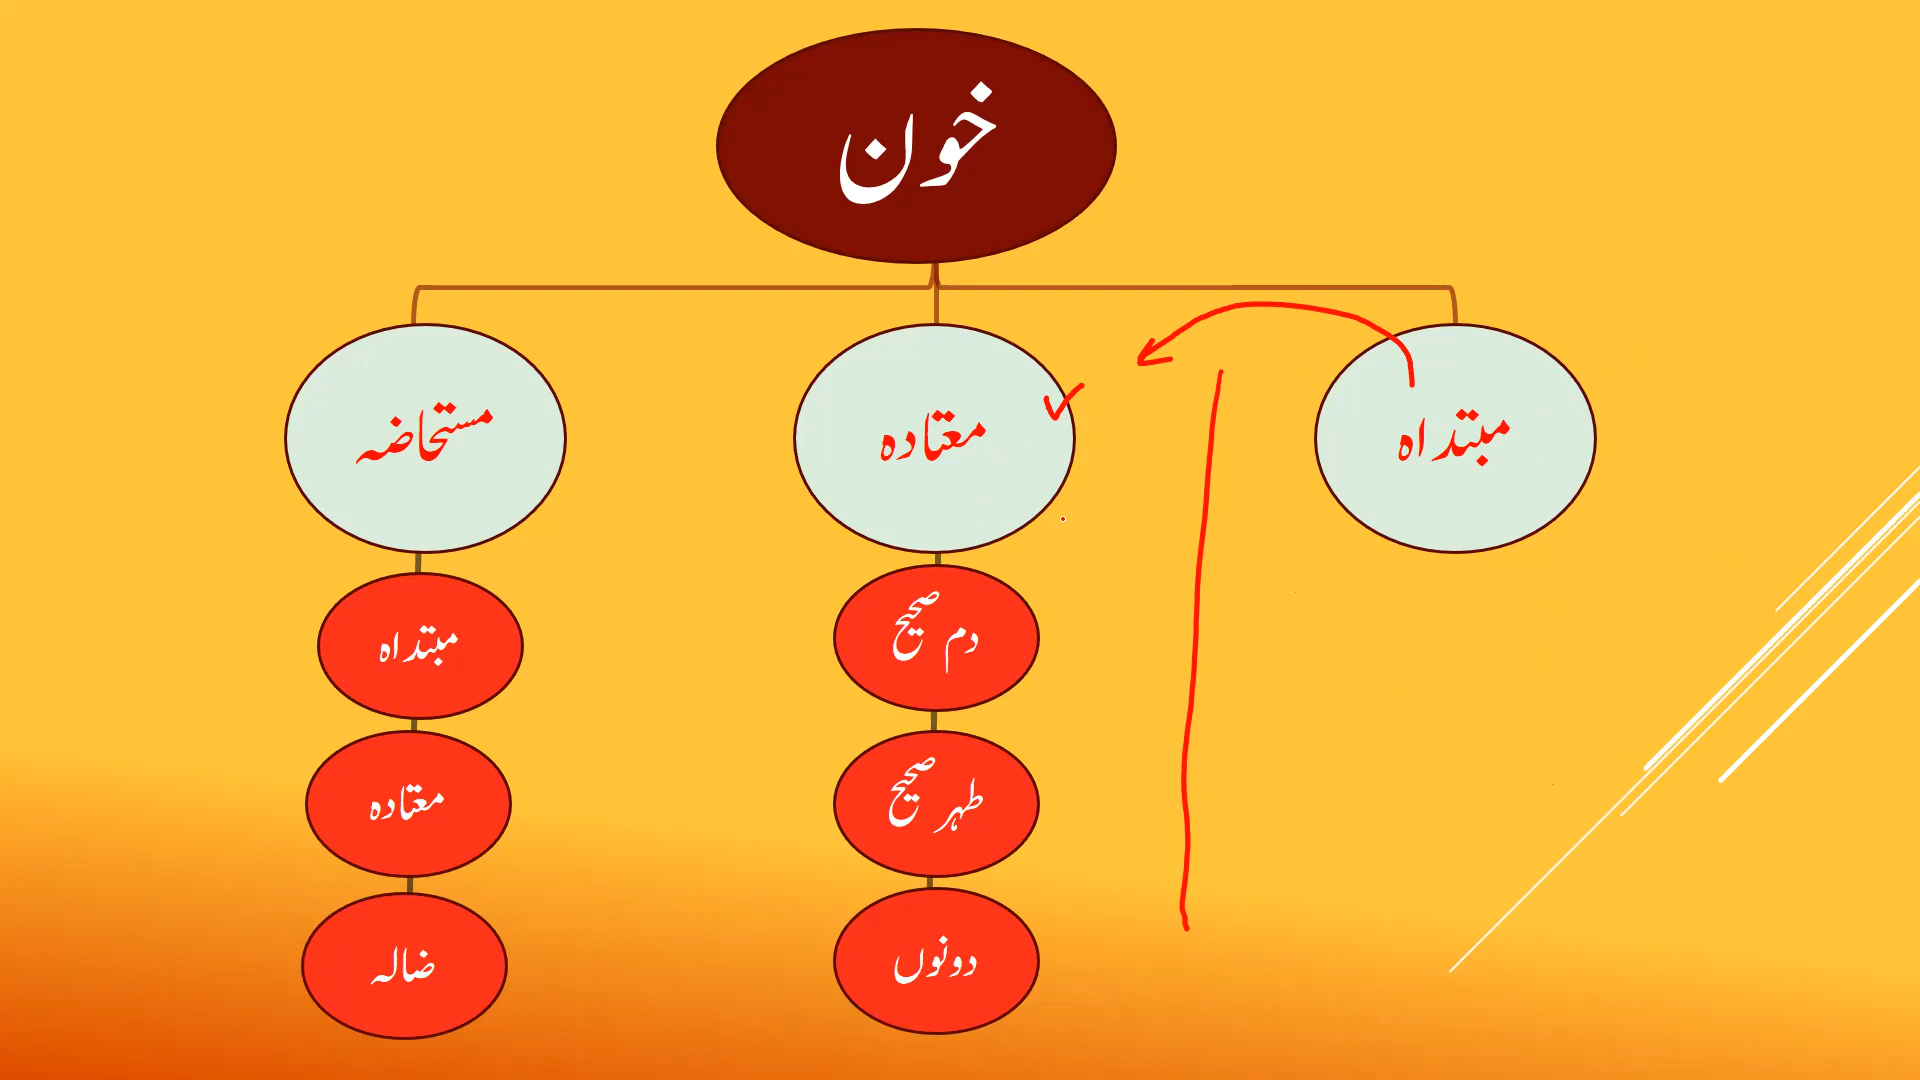 خون
مبتداہ
معتادہ
مستحاضہ
دم صحیح
طہر صحیح
دونوں
مبتداہ
معتادہ
ضالہ